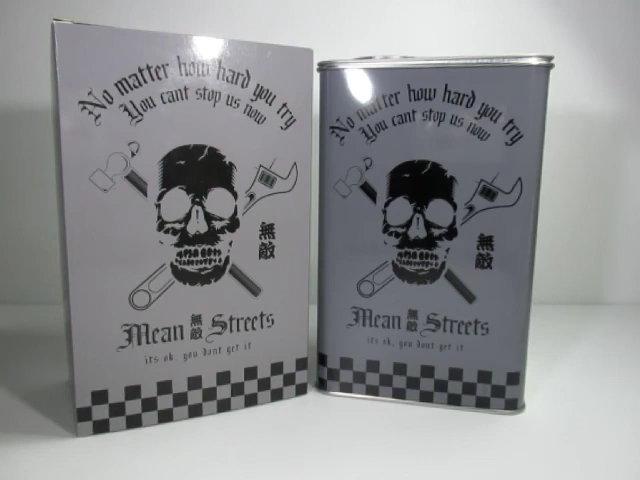 No matter how hard you try
You cant stop us now
無敵
Mean 無敵 Streets
its ok, you dont get it
No matter how hard you try
You cant stop us now
無敵
Mean 無敵 Streets
its ok, you dont get it